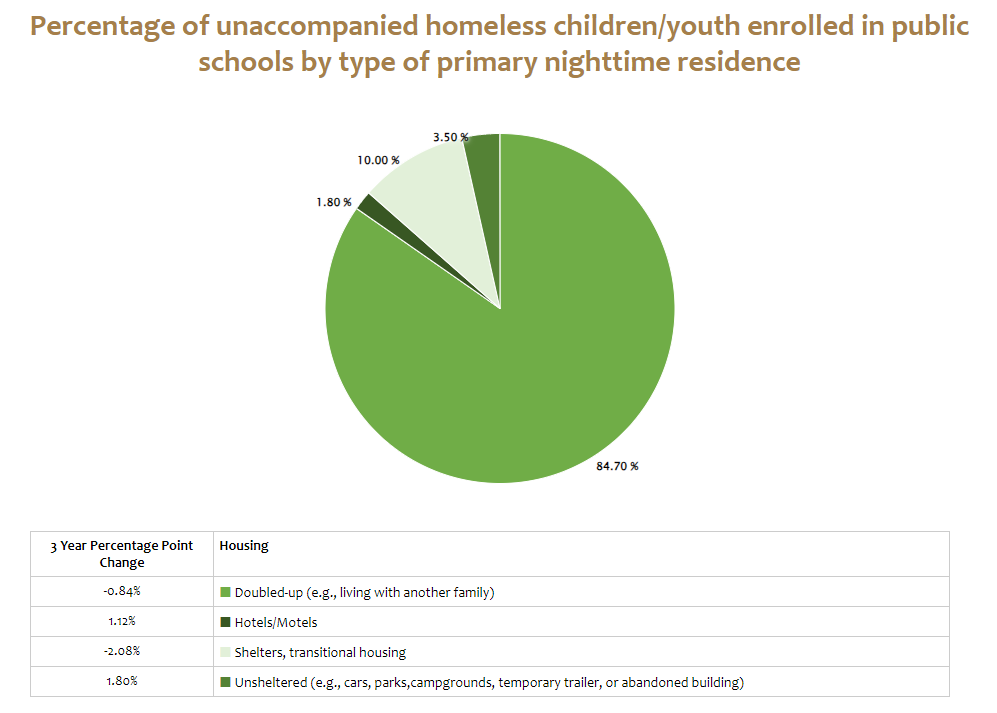 Percentage of unaccompanied homeless children/youth enrolled in public
schools by type of primary nighttime residence
3.50 %
10.00 %
1.80 %
84.70 %
3 Year Percentage Point
Change
Housing
-0.84%
Doubled-up (e.g., living with another family)
1.12%
Hotels/Motels
-2.08%
Shelters, transitional housing
1.80%
Unsheltered (e.g., cars, parks,campgrounds, temporary trailer, or abandoned building)